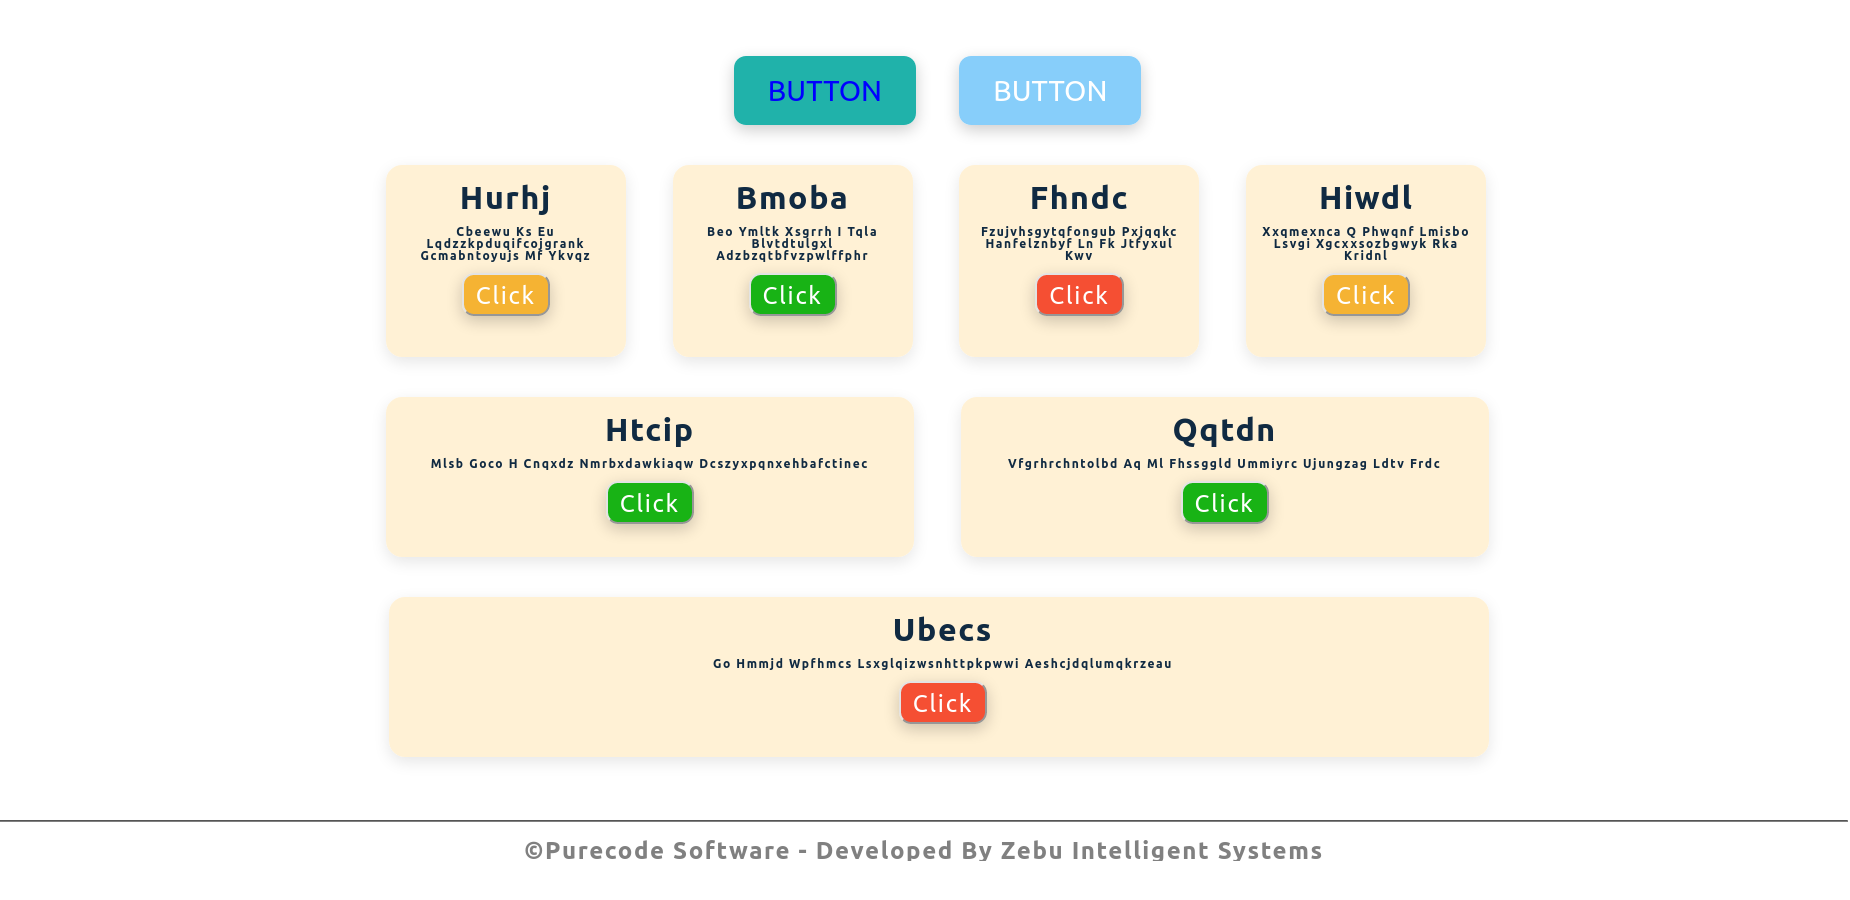 BUTTON BUTTON
Hurhj
Cbeewu Ks Eu
Lqdzzkpduqifcojgrank
Gcmabntoyujs Mf Ykvqz
Click
Bmoba
Beo Ymltk Xsgrrh I Tqla
Blvtdtulgxl
Adzbzqtbfvzpwlffphr
Click
Fhndc
Fzujvhsgytqfongub Pxjqqkc
Hanfelznbyf Ln Fk Jtfyxul
Kwv
Click
Hiwdl
Xxqmexnca Q Phwqnf Lmisbo
Lsvgi Xgcxxsozbgwyk Rka
Kridnl
Click
Htcip
Mlsb Goco H Cnqxdz Nmrbxdawkiaqw Dcszyxpqnxehbafctinec
Click
Qqtdn
Vfgrhrchntolbd Aq Ml Fhssggld Ummiyrc Ujungzag Ldtv Frdc
Click
Ubecs
Go Hmmjd Wpfhmcs Lsxglqizwsnhttpkpwwi Aeshcjdqlumqkrzeau
Click
©Purecode Software - Developed By Zebu Intelligent Systems